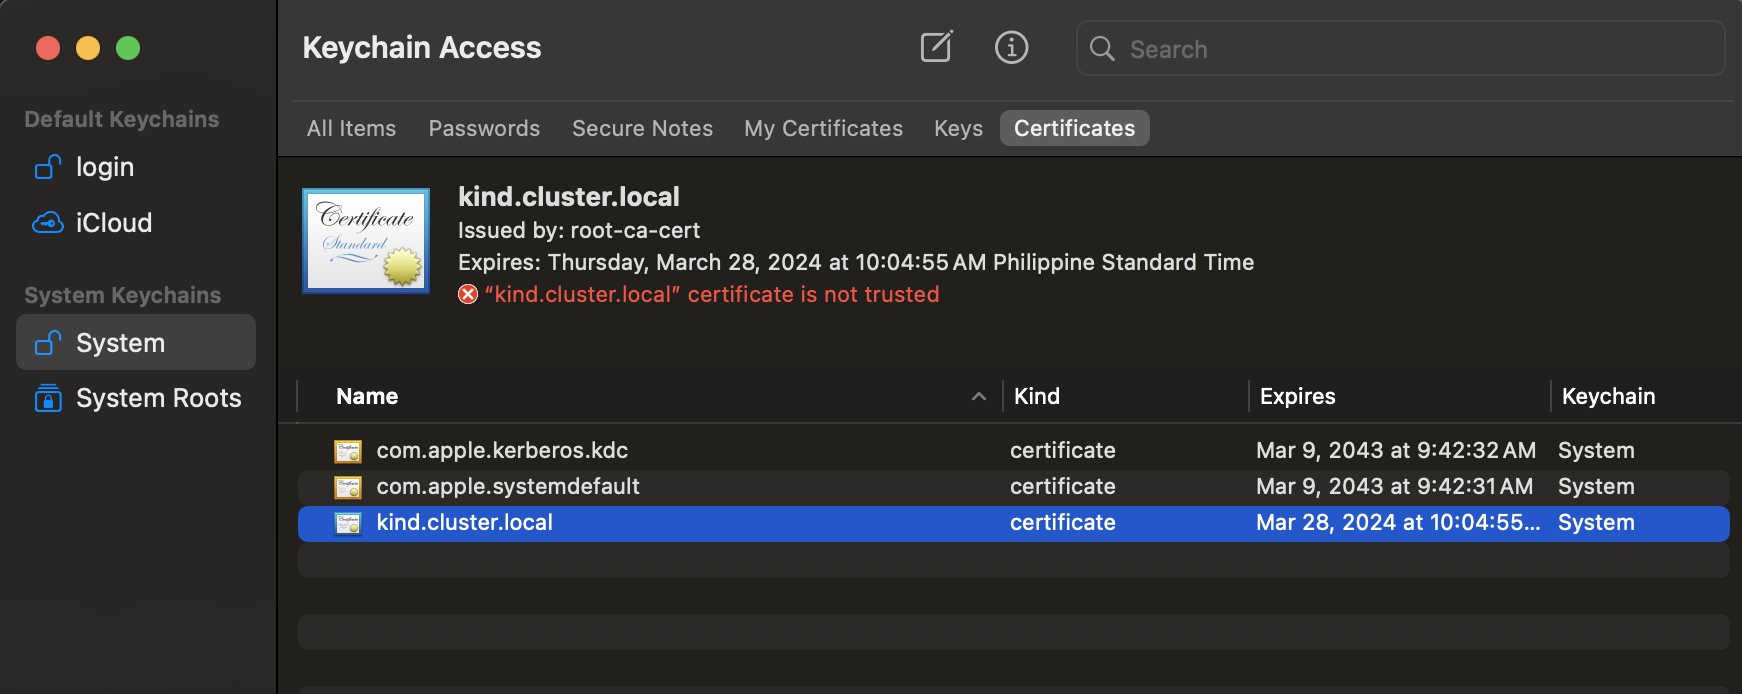 Keychain Access
Search
Default Keychains
login
iCloud
System Keychains
System
System Roots
All Items Passwords Secure Notes My Certificates Keys Certificates
Certificate
Standard
kind.cluster.local
Issued by: root-ca-cert
Expires: Thursday, March 28, 2024 at 10:04:55 AM Philippine Standard Time
“kind.cluster.local” certificate is not trusted
Name Kind Expires Keychain
com.apple.kerberos.kdc certificate Mar 9, 2043 at 9:42:32 AM System
com.apple.systemdefault certificate Mar 9, 2043 at 9:42:31 AM System
kind.cluster.local certificate Mar 28, 2024 at 10:04:55... System